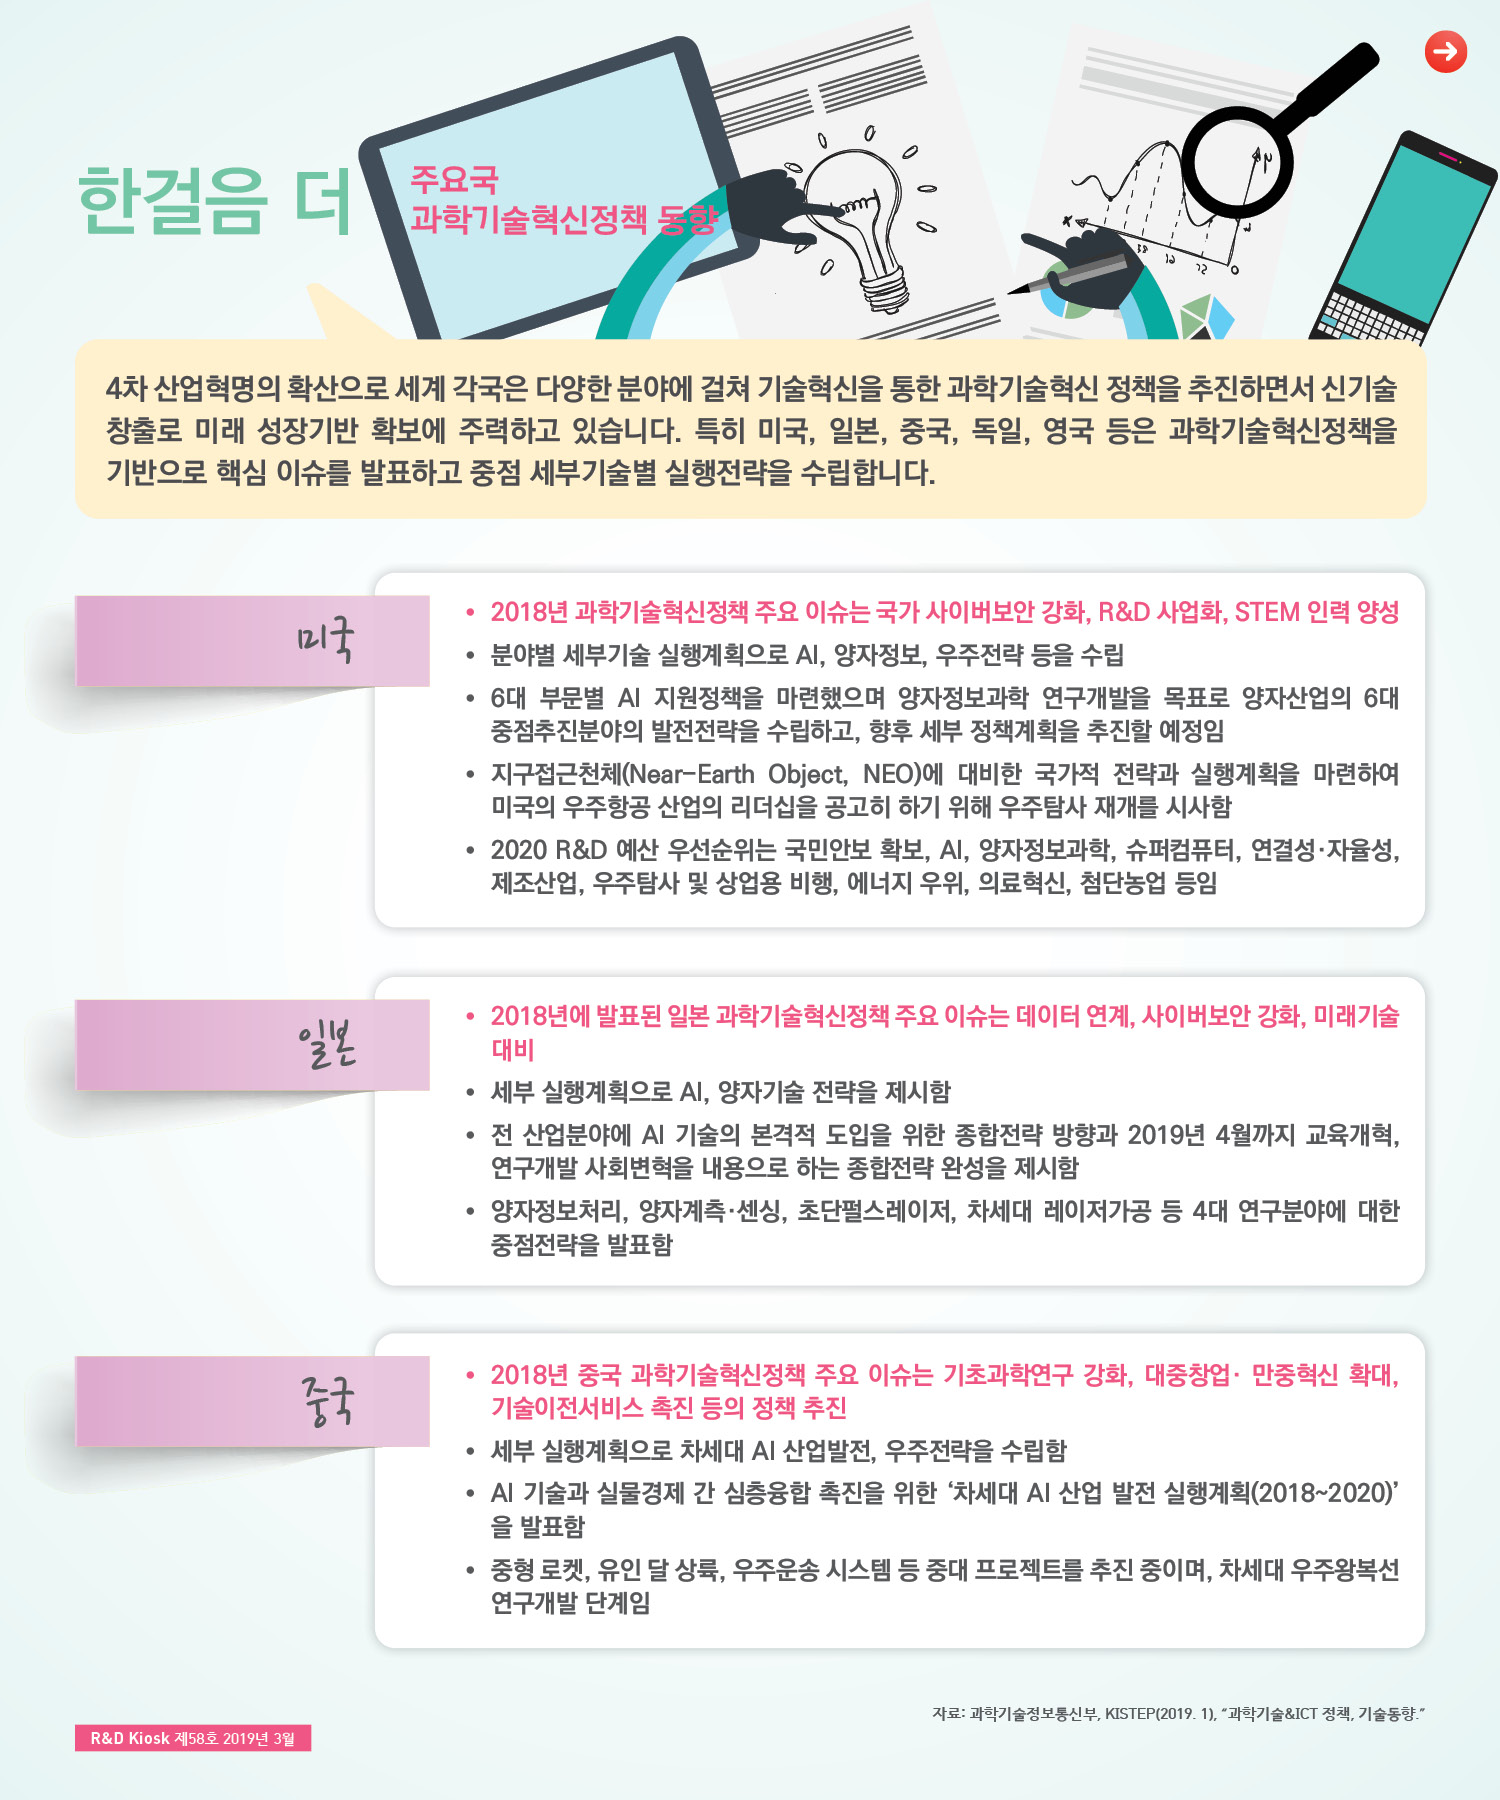 한걸음 더
주요국
과학기술혁신정책 동향
4차 산업혁명의 확산으로 세계 각국은 다양한 분야에 걸쳐 기술혁신을 통한 과학기술혁신 정책을 추진하면서 신기술
창출로 미래 성장기반 확보에 주력하고 있습니다. 특히 미국, 일본, 중국, 독일, 영국 등은 과학기술혁신정책을
기반으로 핵심 이슈를 발표하고 중점 세부기술별 실행전략을 수립합니다.
미국
• 2018년 과학기술혁신정책 주요 이슈는 국가 사이버보안 강화, R&D 사업화, STEM 인력 양성
• 분야별 세부기술 실행계획으로 AI, 양자정보, 우주전략 등을 수립
• 6대 부문별 AI 지원정책을 마련했으며 양자정보과학 연구개발을 목표로 양자산업의 6대
중점추진분야의 발전전략을 수립하고, 향후 세부 정책계획을 추진할 예정임
• 지구접근천체(Near-Earth Object, NEO)에 대비한 국가적 전략과 실행계획을 마련하여
미국의 우주항공 산업의 리더십을 공고히 하기 위해 우주탐사 재개를 시사함
• 2020 R&D 예산 우선순위는 국민안보 확보, AI, 양자정보과학, 슈퍼컴퓨터, 연결성·자율성,
제조산업, 우주탐사 및 상업용 비행, 에너지 우위, 의료혁신, 첨단농업 등임
일본
• 2018년에 발표된 일본 과학기술혁신정책 주요 이슈는 데이터 연계, 사이버보안 강화, 미래기술
대비
• 세부 실행계획으로 AI, 양자기술 전략을 제시함
• 전 산업분야에 AI 기술의 본격적 도입을 위한 종합전략 방향과 2019년 4월까지 교육개혁,
연구개발 사회변혁을 내용으로 하는 종합전략 완성을 제시함
• 양자정보처리, 양자계측·센싱, 초단펄스레이저, 차세대 레이저가공 등 4대 연구분야에 대한
중점전략을 발표함
중국
• 2018년 중국 과학기술혁신정책 주요 이슈는 기초과학연구 강화, 대중창업· 만중혁신 확대,
기술이전서비스 촉진 등의 정책 추진
• 세부 실행계획으로 차세대 AI 산업발전, 우주전략을 수립함
• AI 기술과 실물경제 간 심층융합 촉진을 위한 ‘차세대 AI 산업 발전 실행계획(2018~2020)’
을 발표함
• 중형 로켓, 유인 달 상륙, 우주운송 시스템 등 중대 프로젝트를 추진 중이며, 차세대 우주왕복선
연구개발 단계임
자료: 과학기술정보통신부, KISTEP(2019. 1), “과학기술&ICT 정책, 기술동향.”
R&D Kiosk 제58호 2019년 3월